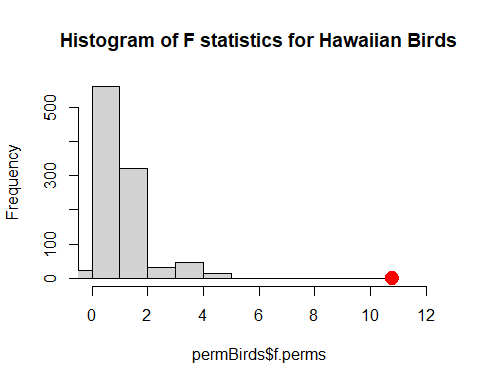 Histogram of F statistics for Hawaiian Birds
Frequency
500
300
100
0
0 2 4 6 8 10 12
permBirds$f.perms